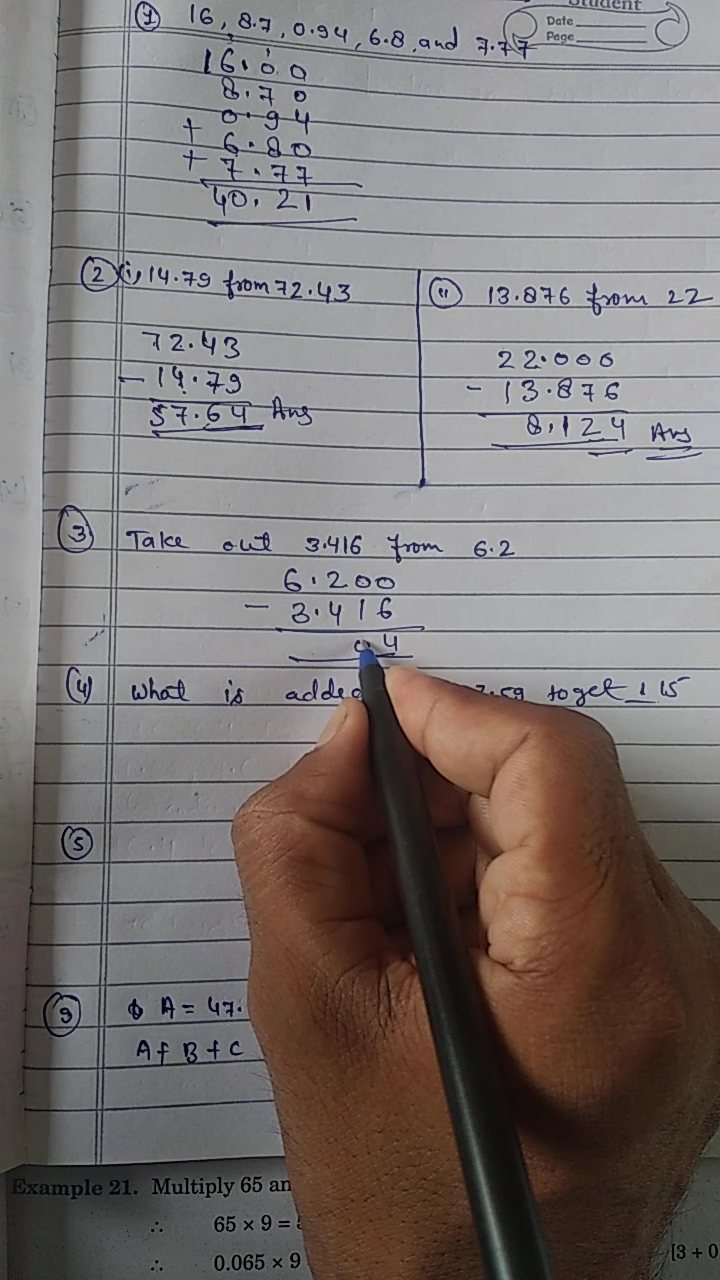 Student
Date
Page
① 16, 8.7, 0.94, 6.8, and 7.77
16.00
8.70
0.94
+ 6.80
+ 7.77
40.21
② (i) 14.79 from 72.43
72.43
- 14.79
57.64 Ans
(ii) 13.876 from 22
22.000
- 13.876
8.124 Ans
③ Take out 3.416 from 6.2
6.200
- 3.416
4
④ What is added 7.59 to get 115
⑤
⑨ A = 47.
A + B + C
Example 21. Multiply 65 an
∴ 65 × 9 =
∴ 0.065 × 9
[3 + 0